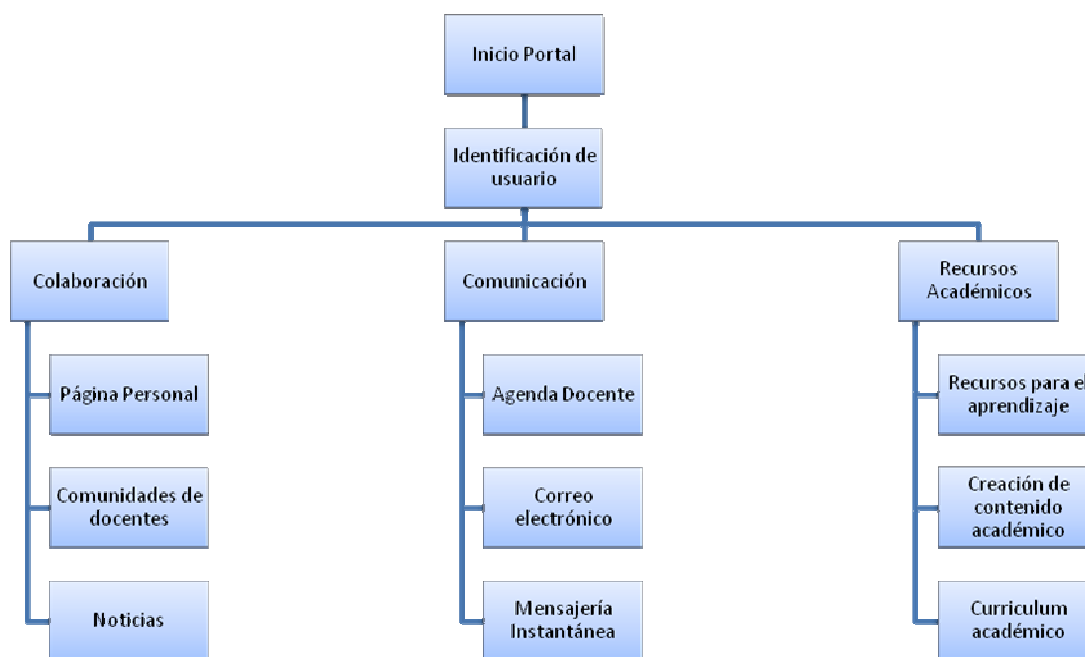 Inicio Portal
Identificación de
usuario
Colaboración
Comunicación
Recursos
Académicos
Página Personal
Comunidades de
docentes
Noticias
Agenda Docente
Correo
electrónico
Mensajería
Instantánea
Recursos para el
aprendizaje
Creación de
contenido
académico
Curriculum
académico